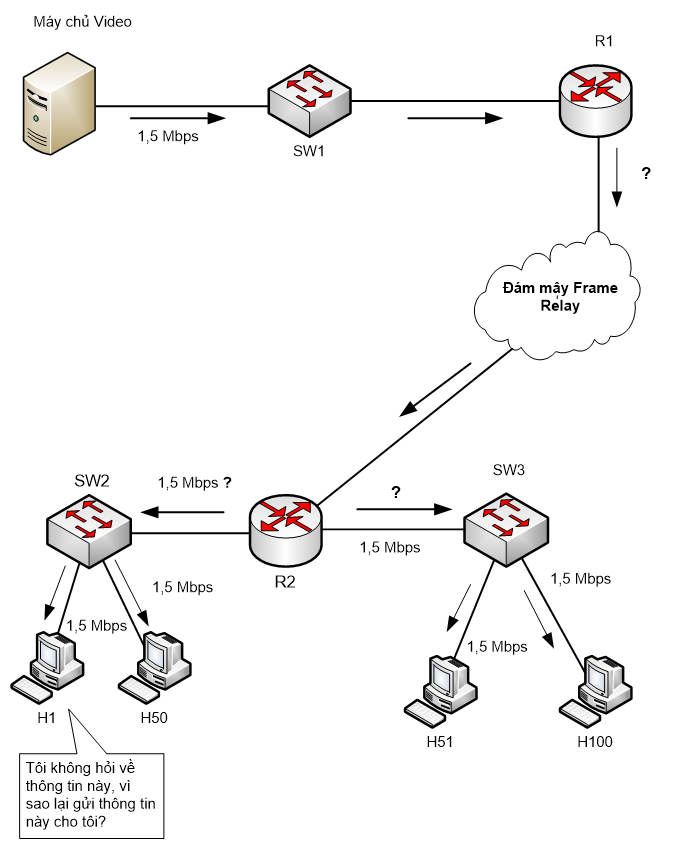 Máy chủ Video
R1
1,5 Mbps
SW1
?
Đám mây Frame
Relay
SW2
1,5 Mbps ?
?
SW3
1,5 Mbps
R2
1,5 Mbps
1,5 Mbps
1,5 Mbps
1,5 Mbps
H1
H50
H51
H100
Tôi không hỏi về
thông tin này, vì
sao lại gửi thông tin
này cho tôi?